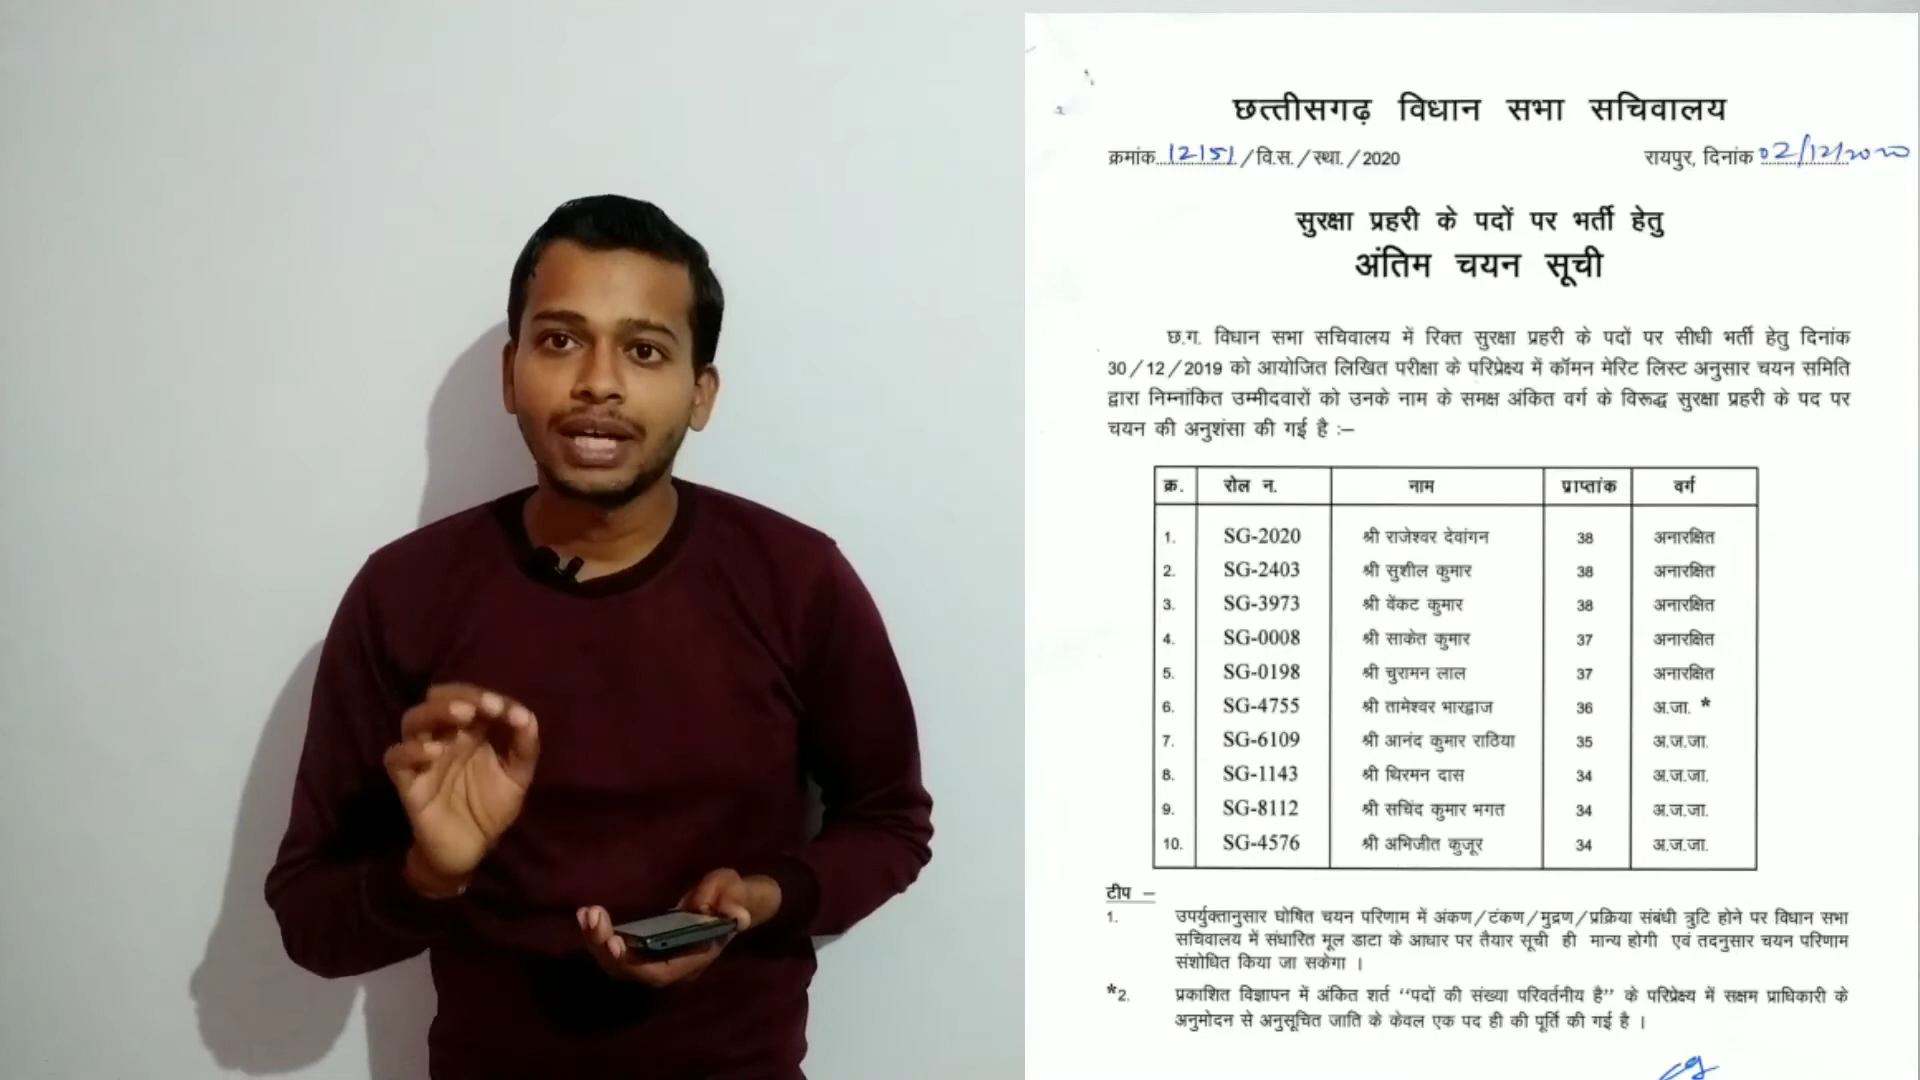 छत्तीसगढ़ विधान सभा सचिवालय
क्रमांक 12151/वि.स./स्था./2020 रायपुर, दिनांक 02/12/2020
सुरक्षा प्रहरी के पदों पर भर्ती हेतु
अंतिम चयन सूची
छ.ग. विधान सभा सचिवालय में रिक्त सुरक्षा प्रहरी के पदों पर सीधी भर्ती हेतु दिनांक
30/12/2019 को आयोजित लिखित परीक्षा के परिप्रेक्ष्य में कॉमन मेरिट लिस्ट अनुसार चयन समिति
द्वारा निम्नांकित उम्मीदवारों को उनके नाम के समक्ष अंकित वर्ग के विरूद्ध सुरक्षा प्रहरी के पद पर
चयन की अनुशंसा की गई है :–
क्र. रोल न. नाम प्राप्तांक वर्ग
1. SG-2020 श्री राजेश्वर देवांगन 38 अनारक्षित
2. SG-2403 श्री सुशील कुमार 38 अनारक्षित
3. SG-3973 श्री वेंकट कुमार 38 अनारक्षित
4. SG-0008 श्री साकेत कुमार 37 अनारक्षित
5. SG-0198 श्री चुरामन लाल 37 अनारक्षित
6. SG-4755 श्री तामेश्वर भारद्वाज 36 अ.जा. *
7. SG-6109 श्री आनंद कुमार राठिया 35 अ.ज.जा.
8. SG-1143 श्री थिरमन दास 34 अ.ज.जा.
9. SG-8112 श्री सचिंद कुमार भगत 34 अ.ज.जा.
10. SG-4576 श्री अभिजीत कुजूर 34 अ.ज.जा.
टीप –
1. उपर्युक्तानुसार घोषित चयन परिणाम में अंकण/टंकण/मुद्रण/प्रक्रिया संबंधी त्रुटि होने पर विधान सभा
सचिवालय में संधारित मूल डाटा के आधार पर तैयार सूची ही मान्य होगी एवं तदनुसार चयन परिणाम
संशोधित किया जा सकेगा ।
*2. प्रकाशित विज्ञापन में अंकित शर्त ‘‘पदों की संख्या परिवर्तनीय है’’ के परिप्रेक्ष्य में सक्षम प्राधिकारी के
अनुमोदन से अनुसूचित जाति के केवल एक पद ही की पूर्ति की गई है ।